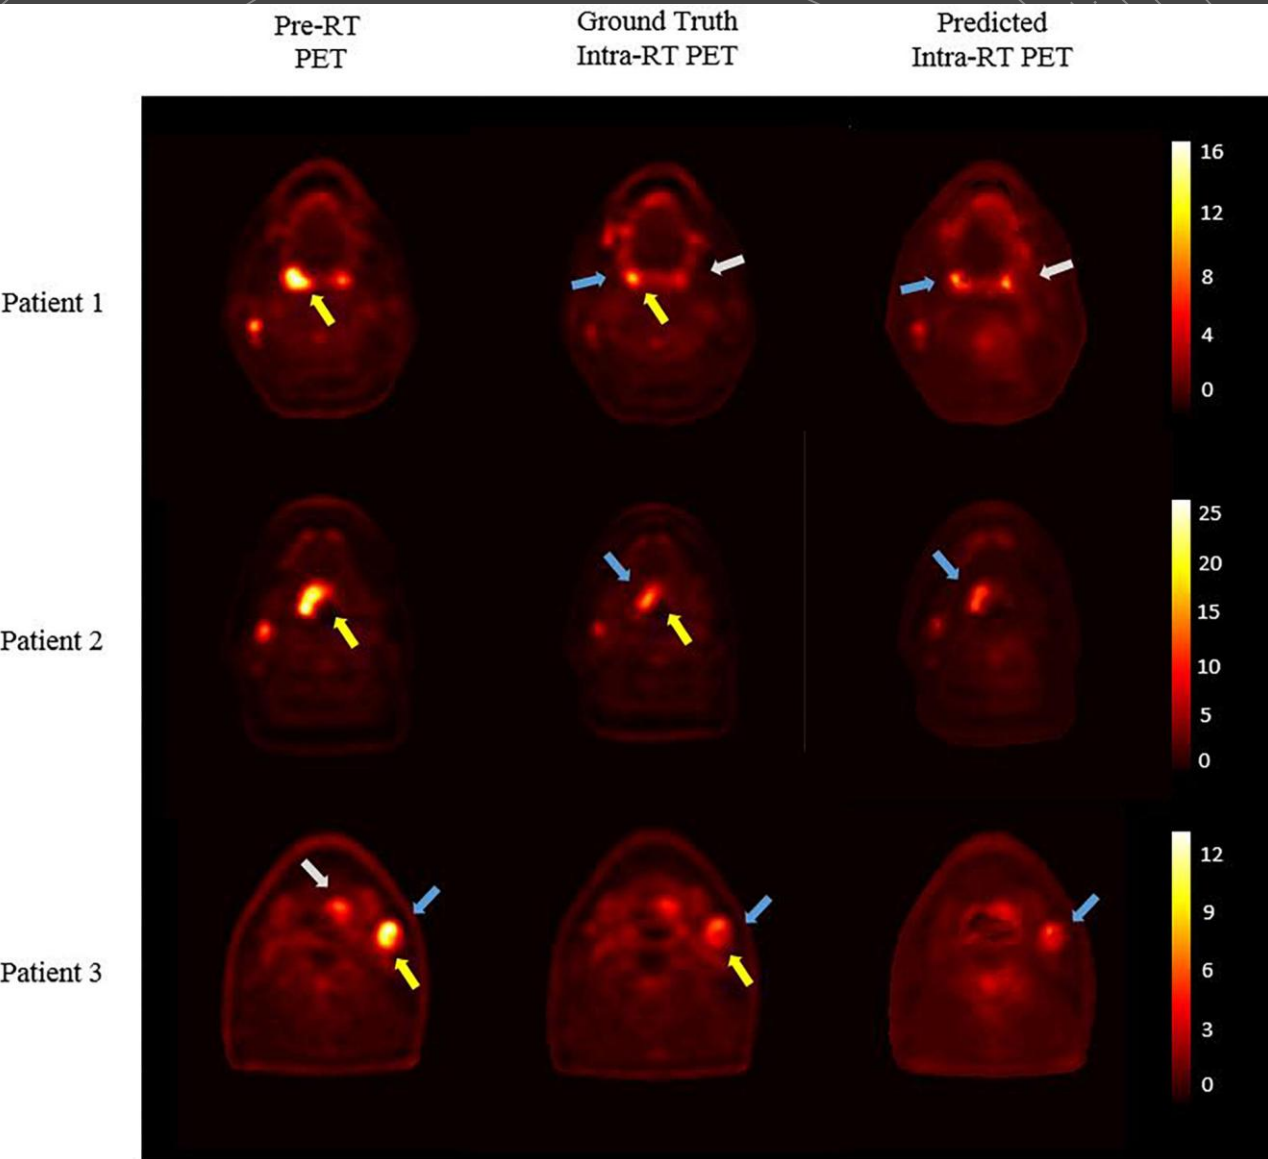 Pre-RT
PET
Ground Truth
Intra-RT PET
Predicted
Intra-RT PET
Patient 1
16
12
8
4
0
Patient 2
25
20
15
10
5
0
Patient 3
12
9
6
3
0